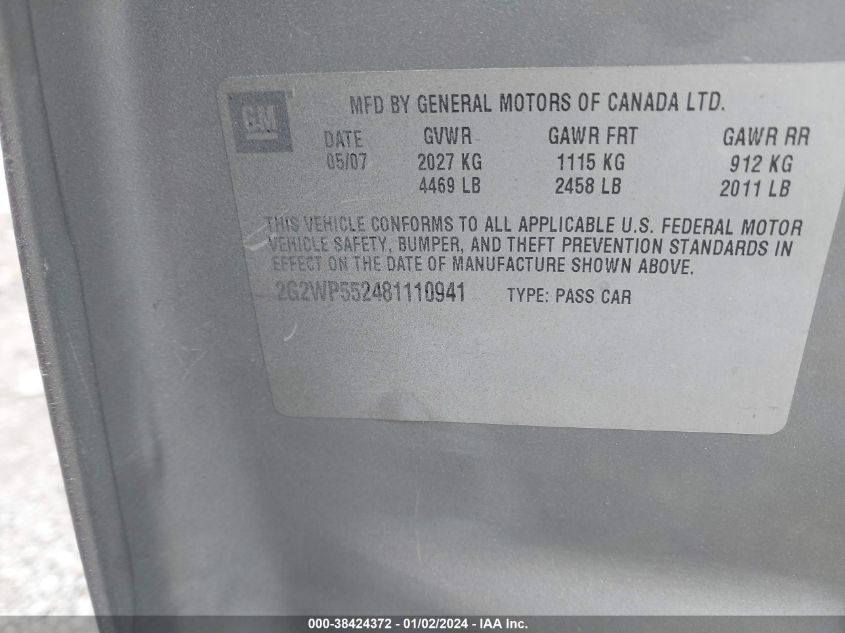 GM
MFD BY GENERAL MOTORS OF CANADA LTD.
DATE GVWR GAWR FRT GAWR RR
05/07 2027 KG 1115 KG 912 KG
4469 LB 2458 LB 2011 LB
THIS VEHICLE CONFORMS TO ALL APPLICABLE U.S. FEDERAL MOTOR
VEHICLE SAFETY, BUMPER, AND THEFT PREVENTION STANDARDS IN
EFFECT ON THE DATE OF MANUFACTURE SHOWN ABOVE.
2G2WP552481110941 TYPE: PASS CAR
000-38424372 - 01/02/2024 - IAA Inc.